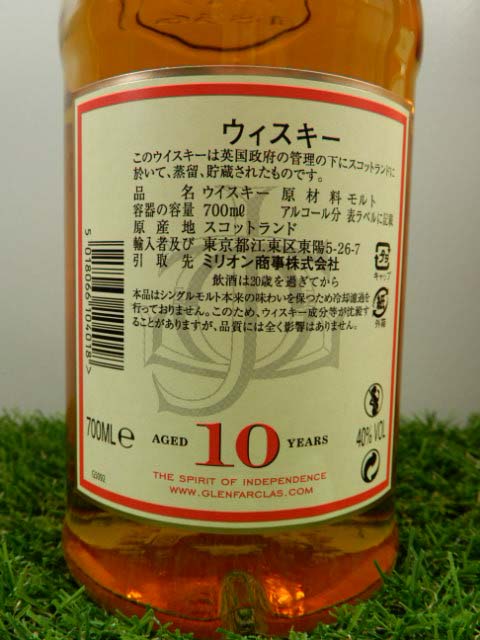 ウィスキー
このウイスキーは英国政府の管理の下にスコットランドに
於いて、蒸留、貯蔵されたものです。
品名 ウイスキー 原材料 モルト
容器の容量 700mℓ アルコール分 表ラベルに記載
原産地 スコットランド
輸入者及び 東京都江東区東陽5-26-7
引取先 ミリオン商事株式会社
飲酒は20歳を過ぎてから
本品はシングルモルト本来の味わいを保つため冷却濾過を
行っておりません。このため、ウィスキー成分等が沈澱す
ることがありますが、品質には全く影響はありません。
キャップ
外箱
5 018066 104018 >
700ML e
AGED 10 YEARS
40% VOL
THE SPIRIT OF INDEPENDENCE
WWW.GLENFARCLAS.COM